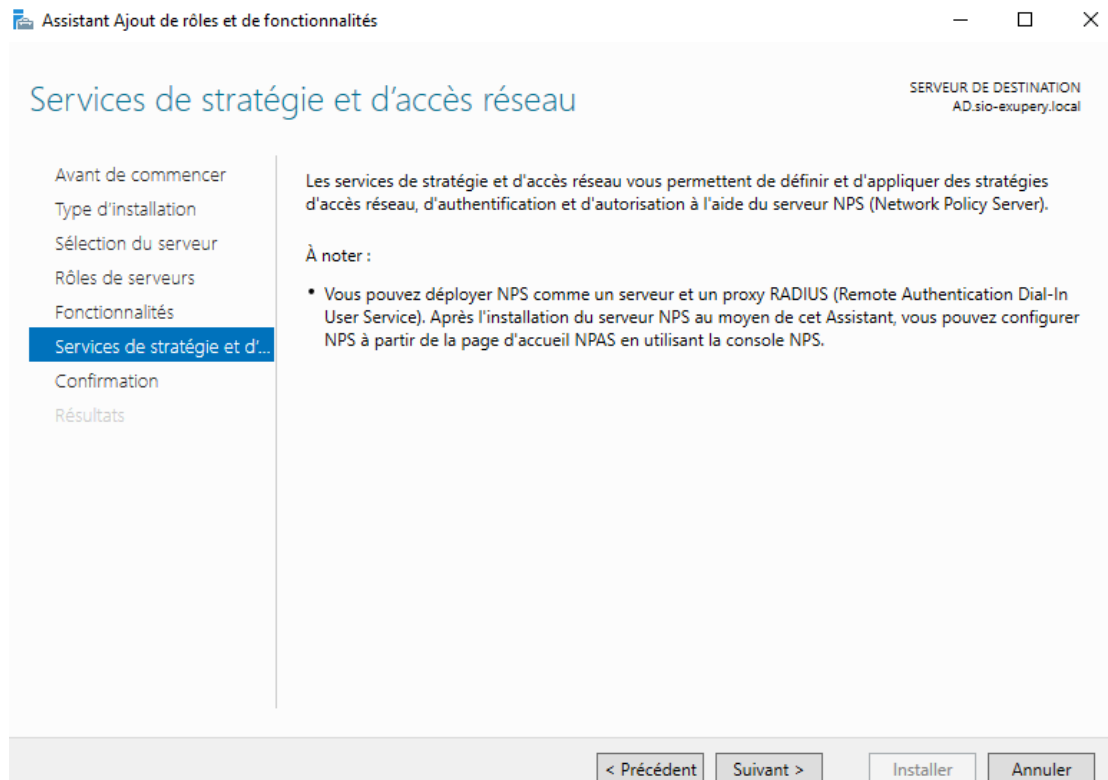 Assistant Ajout de rôles et de fonctionnalités
Services de stratégie et d’accès réseau
SERVEUR DE DESTINATION
AD.sio-exupery.local
Avant de commencer
Type d’installation
Sélection du serveur
Rôles de serveurs
Fonctionnalités
Services de stratégie et d’...
Confirmation
Résultats
Les services de stratégie et d'accès réseau vous permettent de définir et d'appliquer des stratégies
d'accès réseau, d'authentification et d'autorisation à l'aide du serveur NPS (Network Policy Server).
À noter :
• Vous pouvez déployer NPS comme un serveur et un proxy RADIUS (Remote Authentication Dial-In
User Service). Après l'installation du serveur NPS au moyen de cet Assistant, vous pouvez configurer
NPS à partir de la page d'accueil NPAS en utilisant la console NPS.
< Précédent
Suivant >
Installer
Annuler